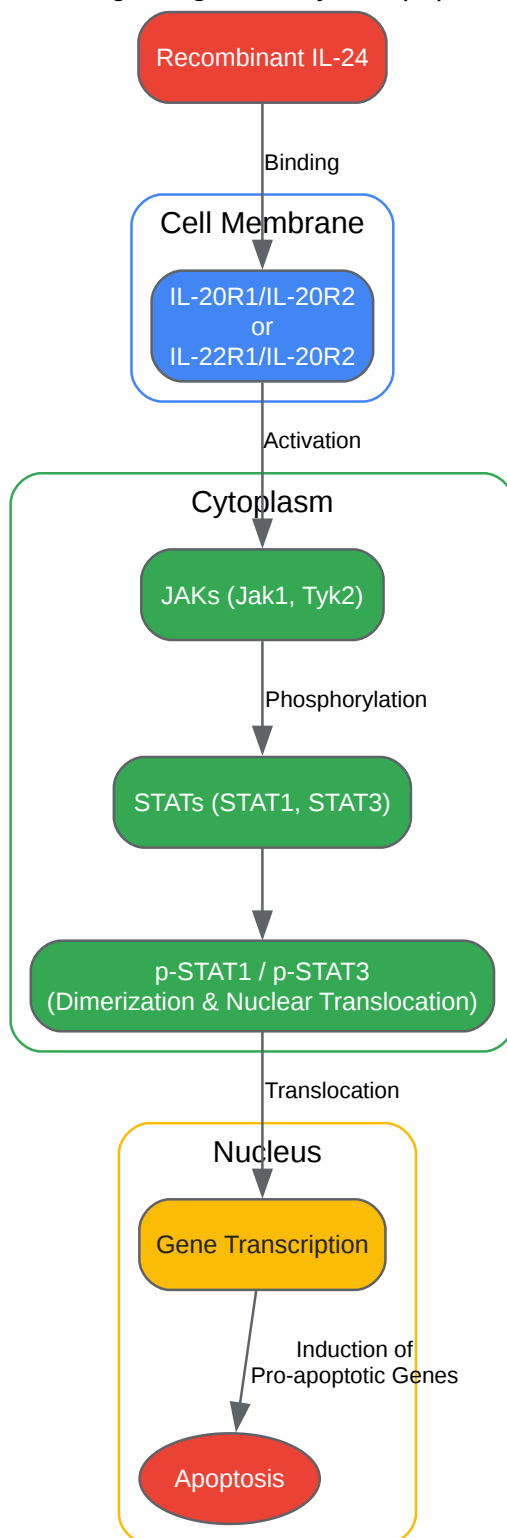 Recombinant IL-24
Binding
Cell Membrane
IL-20R1/IL-20R2
or
IL-22R1/IL-20R2
Activation
Cytoplasm
JAKs (Jak1, Tyk2)
Phosphorylation
STATs (STAT1, STAT3)
p-STAT1 / p-STAT3
(Dimerization & Nuclear Translocation)
Translocation
Nucleus
Gene Transcription
Induction of
Pro-apoptotic Genes
Apoptosis